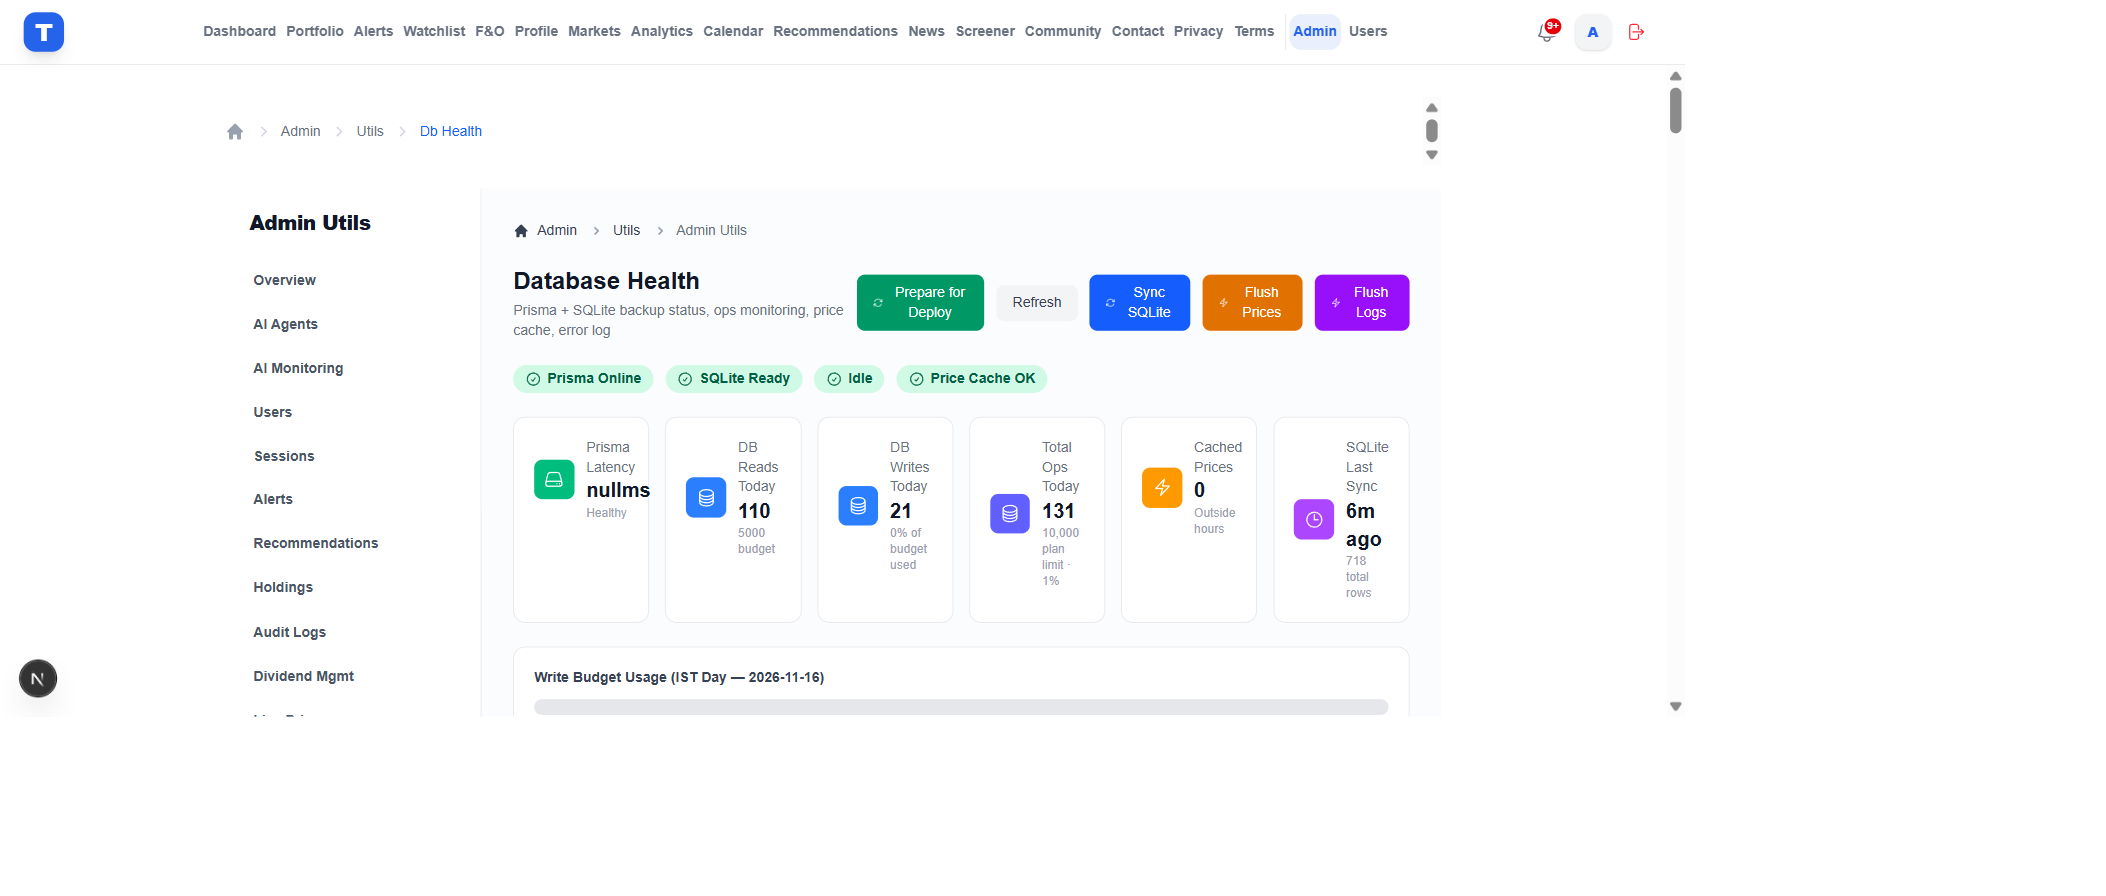 T
Dashboard Portfolio Alerts Watchlist F&O Profile Markets Analytics Calendar Recommendations News Screener Community Contact Privacy Terms Admin Users
9+
A
Admin
Utils
Db Health
Admin Utils
Overview
AI Agents
AI Monitoring
Users
Sessions
Alerts
Recommendations
Holdings
Audit Logs
Dividend Mgmt
N
Admin
Utils
Admin Utils
Database Health
Prisma + SQLite backup status, ops monitoring, price
cache, error log
Prepare for
Deploy
Refresh
Sync
SQLite
Flush
Prices
Flush
Logs
Prisma Online
SQLite Ready
Idle
Price Cache OK
Prisma
Latency
nullms
Healthy
DB
Reads
Today
110
5000
budget
DB
Writes
Today
21
0% of
budget
used
Total
Ops
Today
131
10,000
plan
limit ·
1%
Cached
Prices
0
Outside
hours
SQLite
Last
Sync
6m
ago
718
total
rows
Write Budget Usage (IST Day — 2026-11-16)